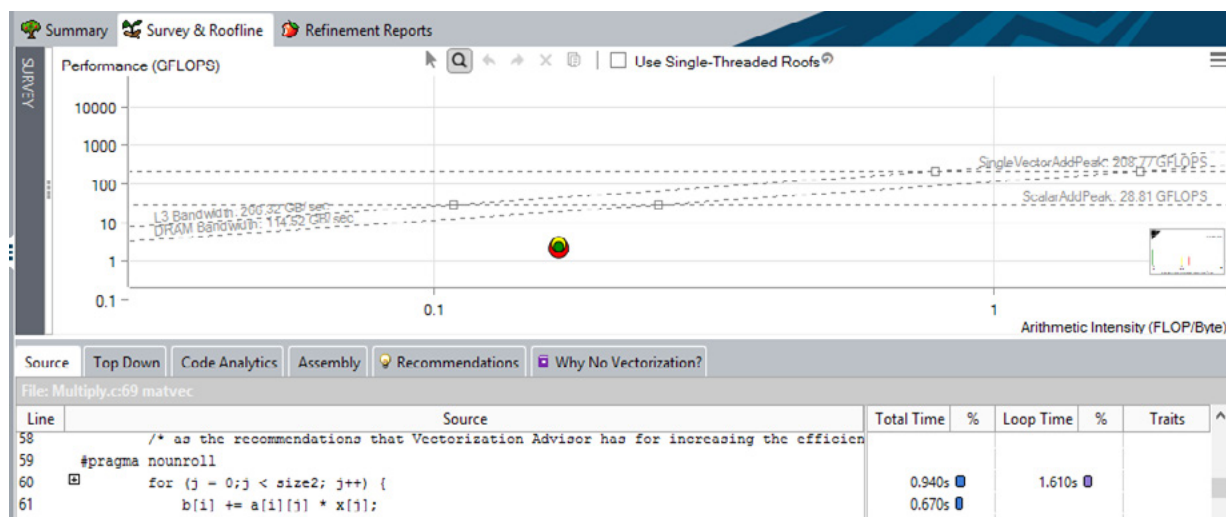 Summary Survey & Roofline Refinement Reports
SURVEY
Performance (GFLOPS)
Use Single-Threaded Roofs
10000
1000
SingleVectorAddPeak: 208.77 GFLOPS
100
L3 Bandwidth: 200.32 GB/sec
ScalarAddPeak: 28.81 GFLOPS
10
DRAM Bandwidth: 114.52 GB/sec
1
0.1
0.1 1
Arithmetic Intensity (FLOP/Byte)
Source Top Down Code Analytics Assembly Recommendations Why No Vectorization?
File: Multiply.c:69 matvec
Line Source Total Time % Loop Time % Traits
58 /* as the recommendations that Vectorization Advisor has for increasing the efficien
59 #pragma nounroll
60 for (j = 0;j < size2; j++) { 0.940s 1.610s
61 b[i] += a[i][j] * x[j]; 0.670s